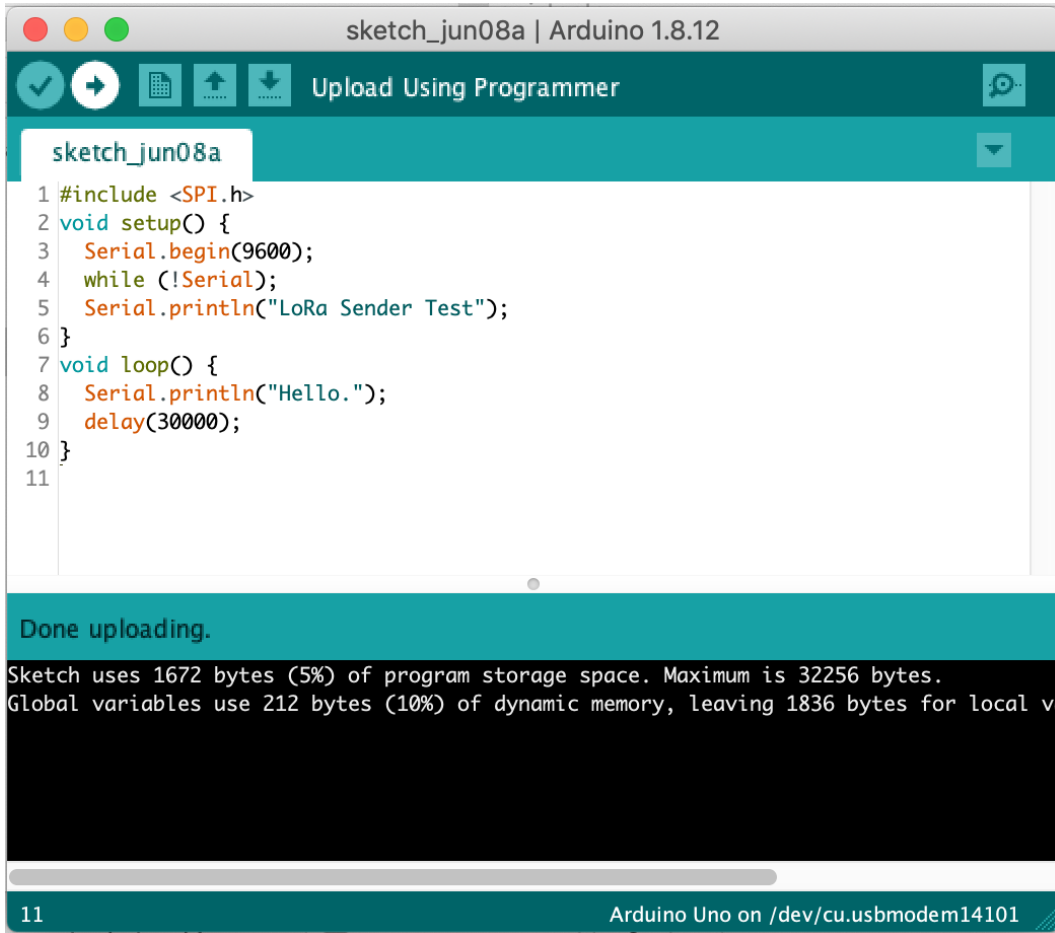 sketch_jun08a | Arduino 1.8.12
Upload Using Programmer
sketch_jun08a
1 #include <SPI.h>
2 void setup() {
3   Serial.begin(9600);
4   while (!Serial);
5   Serial.println("LoRa Sender Test");
6 }
7 void loop() {
8   Serial.println("Hello.");
9   delay(30000);
10 }
11
Done uploading.
Sketch uses 1672 bytes (5%) of program storage space. Maximum is 32256 bytes.
Global variables use 212 bytes (10%) of dynamic memory, leaving 1836 bytes for local v
11 Arduino Uno on /dev/cu.usbmodem14101